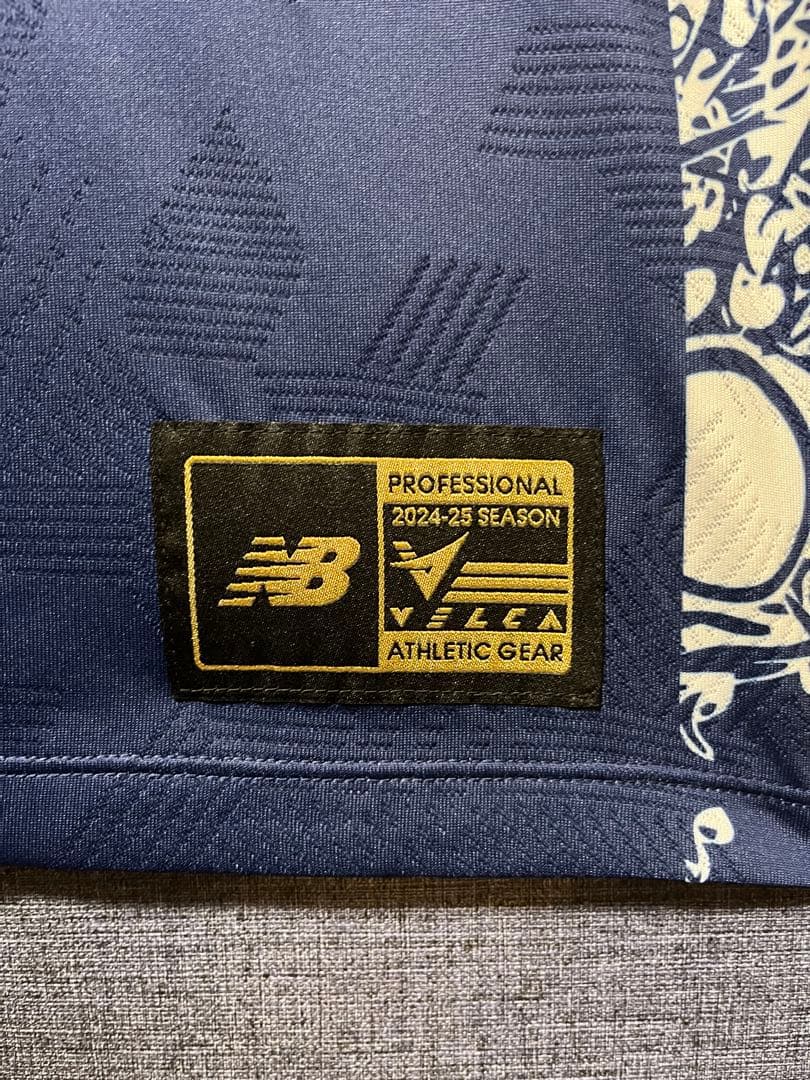 NB
PROFESSIONAL
2024-25 SEASON
VELCA
ATHLETIC GEAR